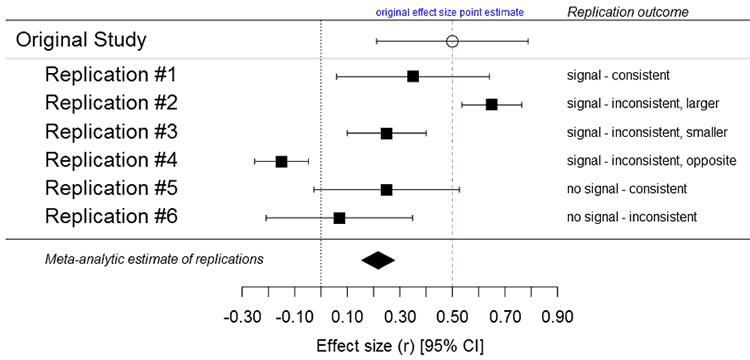 original effect size point estimate
Replication outcome
Original Study
Replication #1 signal - consistent
Replication #2 signal - inconsistent, larger
Replication #3 signal - inconsistent, smaller
Replication #4 signal - inconsistent, opposite
Replication #5 no signal - consistent
Replication #6 no signal - inconsistent
Meta-analytic estimate of replications
-0.30 -0.10 0.10 0.30 0.50 0.70 0.90
Effect size (r) [95% CI]